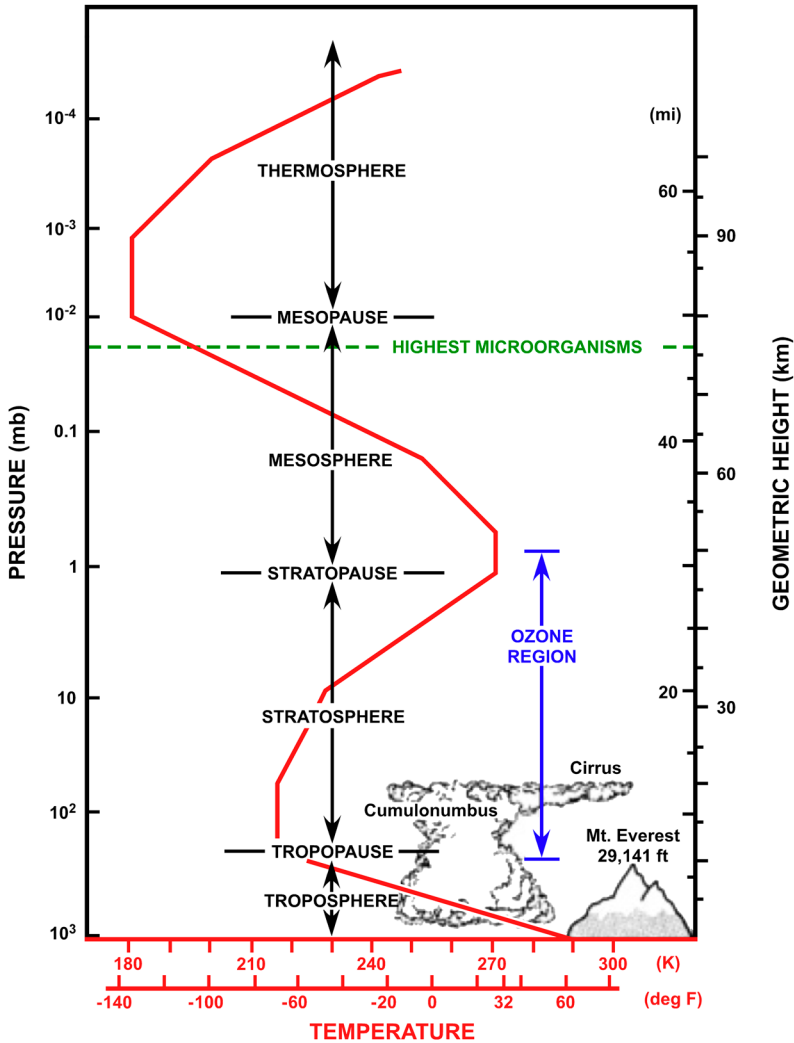 (mi)
10-4
THERMOSPHERE
60
10-3
90
10-2
MESOPAUSE
HIGHEST MICROORGANISMS
0.1
40
MESOSPHERE
60
PRESSURE (mb)
GEOMETRIC HEIGHT (km)
1
STRATOPAUSE
OZONE
REGION
10
20
30
STRATOSPHERE
Cirrus
Cumulonumbus
10²
Mt. Everest
29,141 ft
TROPOPAUSE
TROPOSPHERE
10³
180 210 240 270 300 (K)
-140 -100 -60 -20 0 32 60 (deg F)
TEMPERATURE